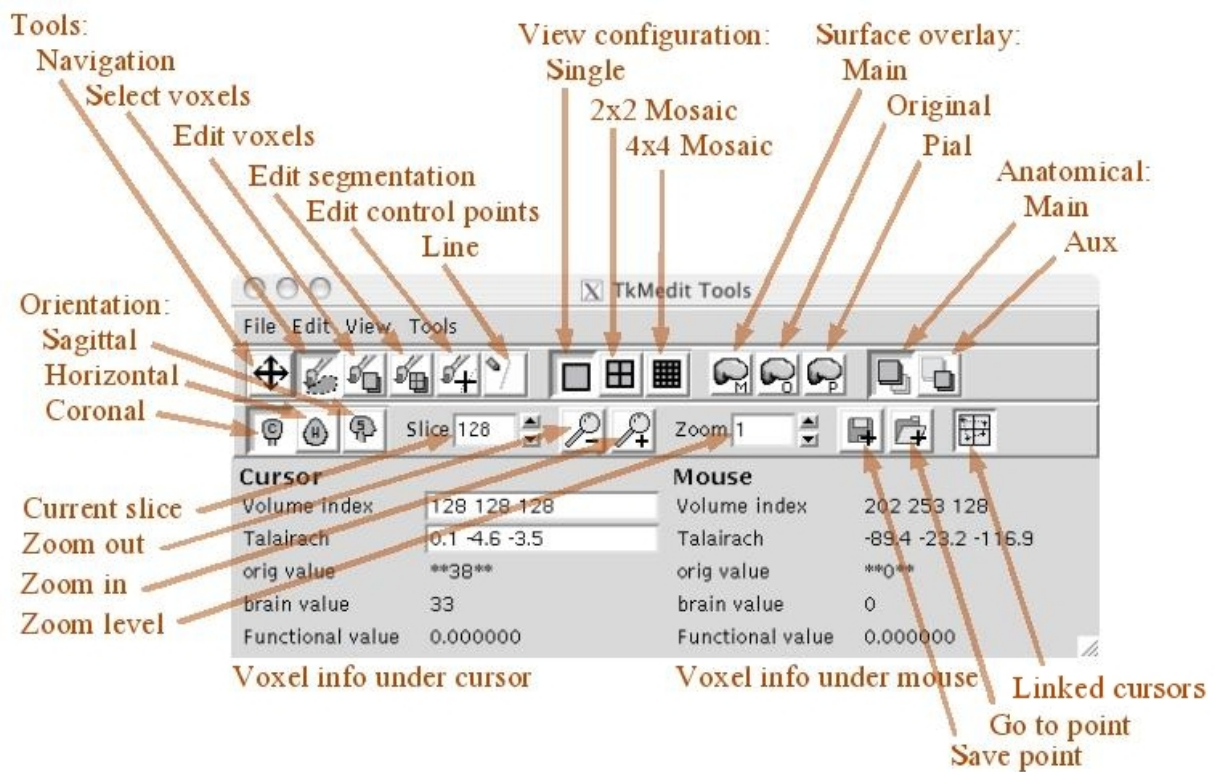 Tools:
Navigation
Select voxels
Edit voxels
Edit segmentation
Edit control points
Line
View configuration:
Single
2x2 Mosaic
4x4 Mosaic
Surface overlay:
Main
Original
Pial
Anatomical:
Main
Aux
Orientation:
Sagittal
Horizontal
Coronal
X TkMedit Tools
File Edit View Tools
M O P
C H S Slice 128 Zoom 1
Cursor Mouse
Volume index 128 128 128 Volume index 202 253 128
Talairach 0.1 -4.6 -3.5 Talairach -89.4 -23.2 -116.9
orig value **38** orig value **0**
brain value 33 brain value 0
Functional value 0.000000 Functional value 0.000000
Current slice
Zoom out
Zoom in
Zoom level
Voxel info under cursor
Voxel info under mouse
Linked cursors
Go to point
Save point